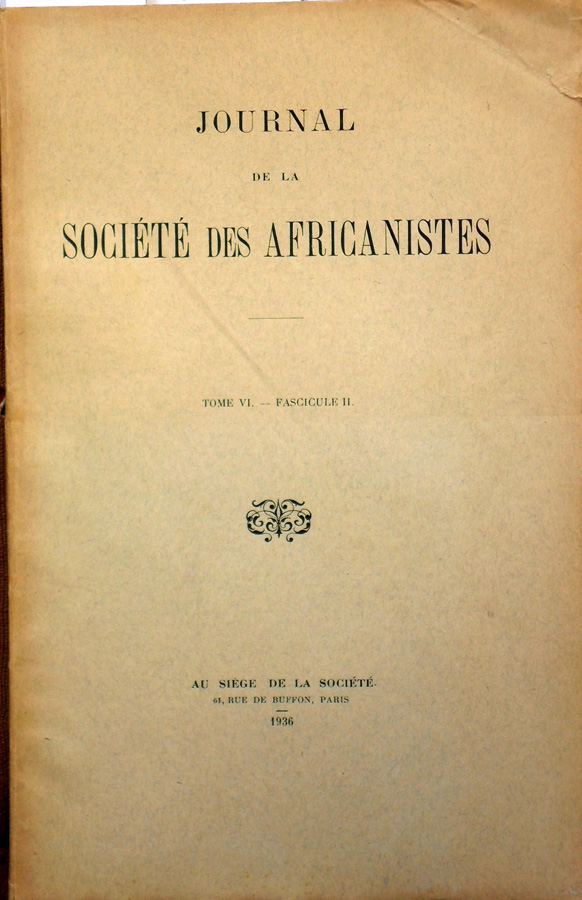 JOURNAL
DE LA
SOCIÉTÉ DES AFRICANISTES
TOME VI. — FASCICULE II.
AU SIÈGE DE LA SOCIÉTÉ
61, RUE DE BUFFON, PARIS
1936